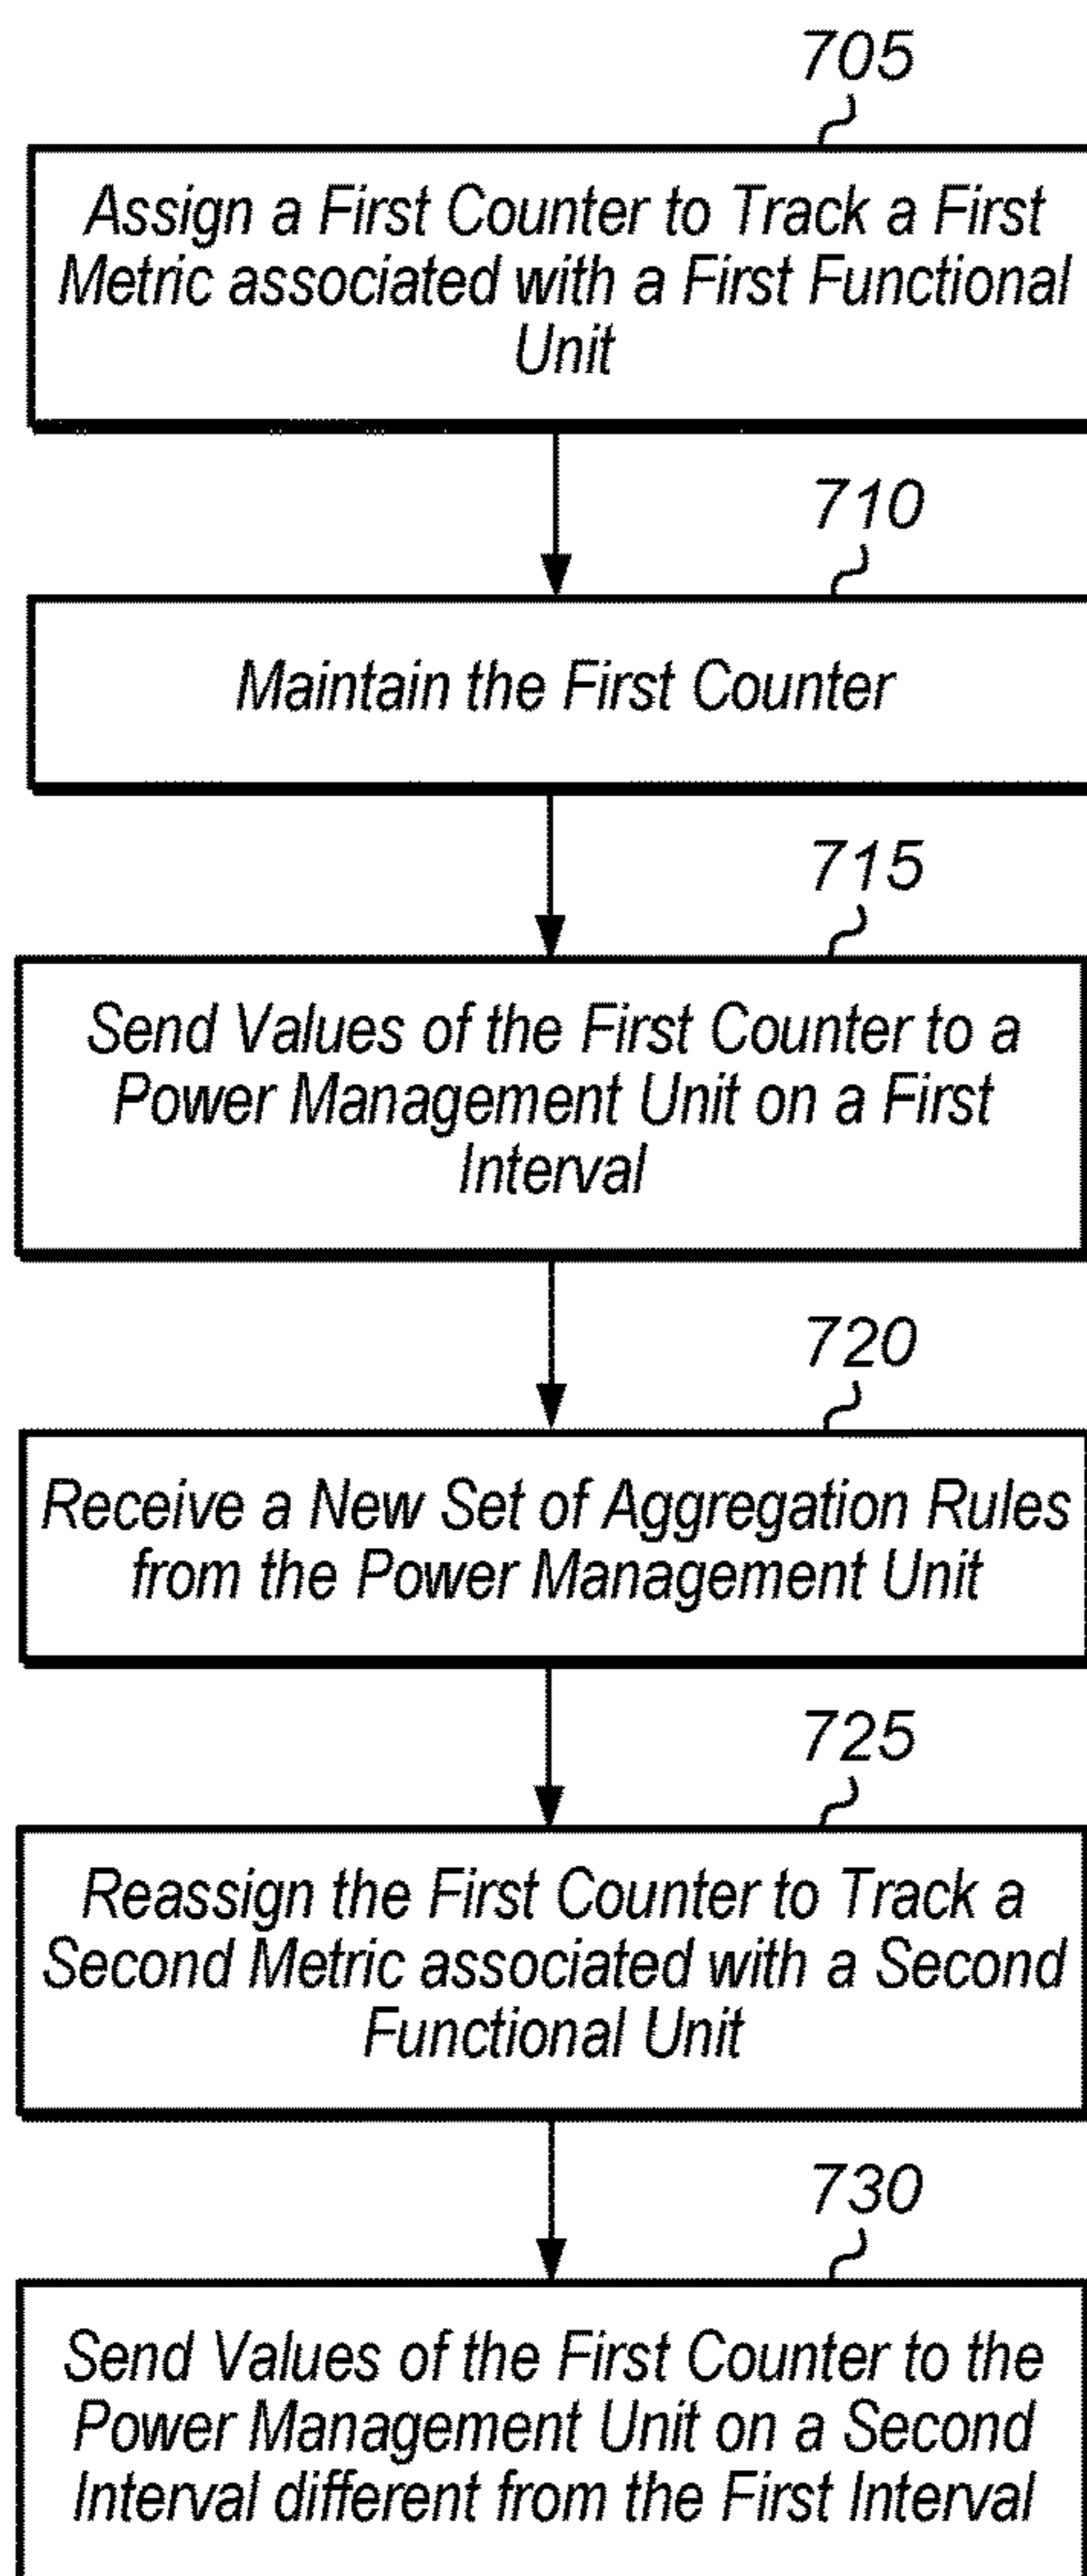 705
Assign a First Counter to Track a First
Metric associated with a First Functional
Unit
710
Maintain the First Counter
715
Send Values of the First Counter to a
Power Management Unit on a First
Interval
720
Receive a New Set of Aggregation Rules
from the Power Management Unit
725
Reassign the First Counter to Track a
Second Metric associated with a Second
Functional Unit
730
Send Values of the First Counter to the
Power Management Unit on a Second
Interval different from the First Interval